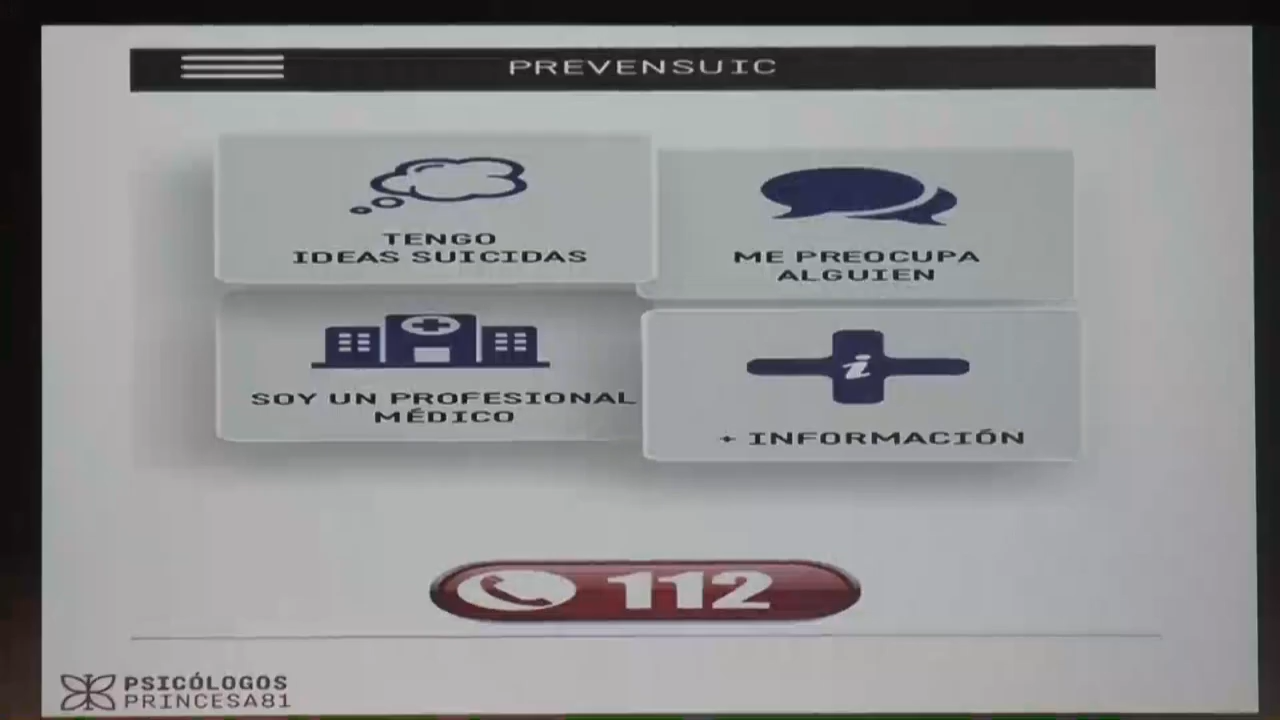 PREVENSUIC
TENGO
IDEAS SUICIDAS
ME PREOCUPA
ALGUIEN
SOY UN PROFESIONAL
MÉDICO
i
+ INFORMACIÓN
112
PSICÓLOGOS
PRINCESA81